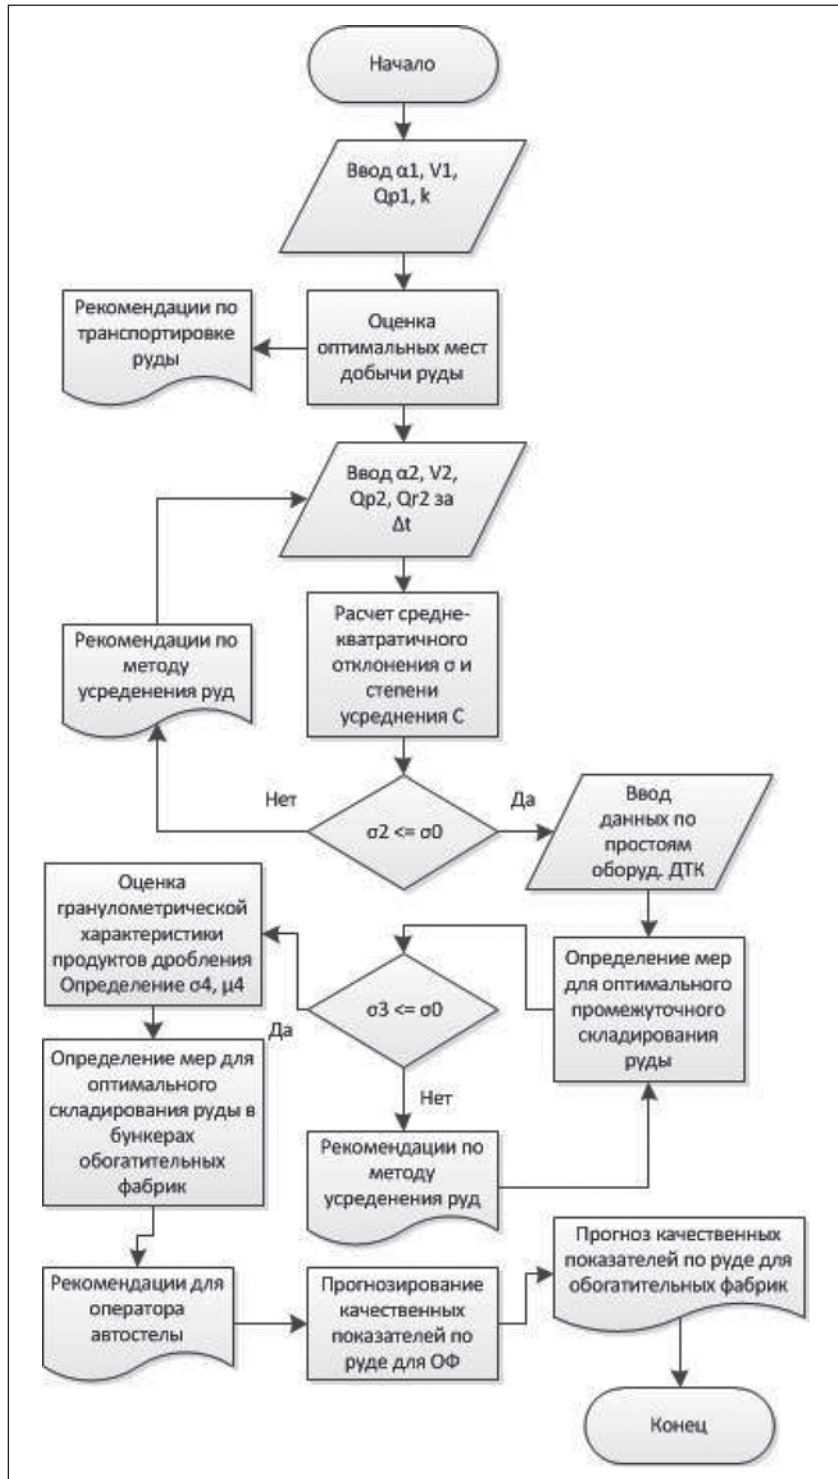 Начало
Ввод α1, V1,
Qp1, k
Рекомендации по
транспортировке
руды
Оценка
оптимальных мест
добычи руды
Ввод α2, V2,
Qp2, Qr2 за
Δt
Рекомендации по
методу
усреденения руд
Расчет средне-
кватратичного
отклонения σ и
степени
усреднения С
Нет
σ2 <= σ0
Да
Ввод
данных по
простоям
оборуд. ДТК
Оценка
гранулометрической
характеристики
продуктов дробления
Определение σ4, μ4
σ3 <= σ0
Определение мер
для оптимального
промежуточного
складирования
руды
Да
Нет
Определение мер для
оптимального
складирования руды в
бункерах
обогатительных
фабрик
Рекомендации по
методу
усреденения руд
Рекомендации для
оператора
автостелы
Прогнозирование
качественных
показателей по
руде для ОФ
Прогноз качественных
показателей по руде для
обогатительных фабрик
Конец